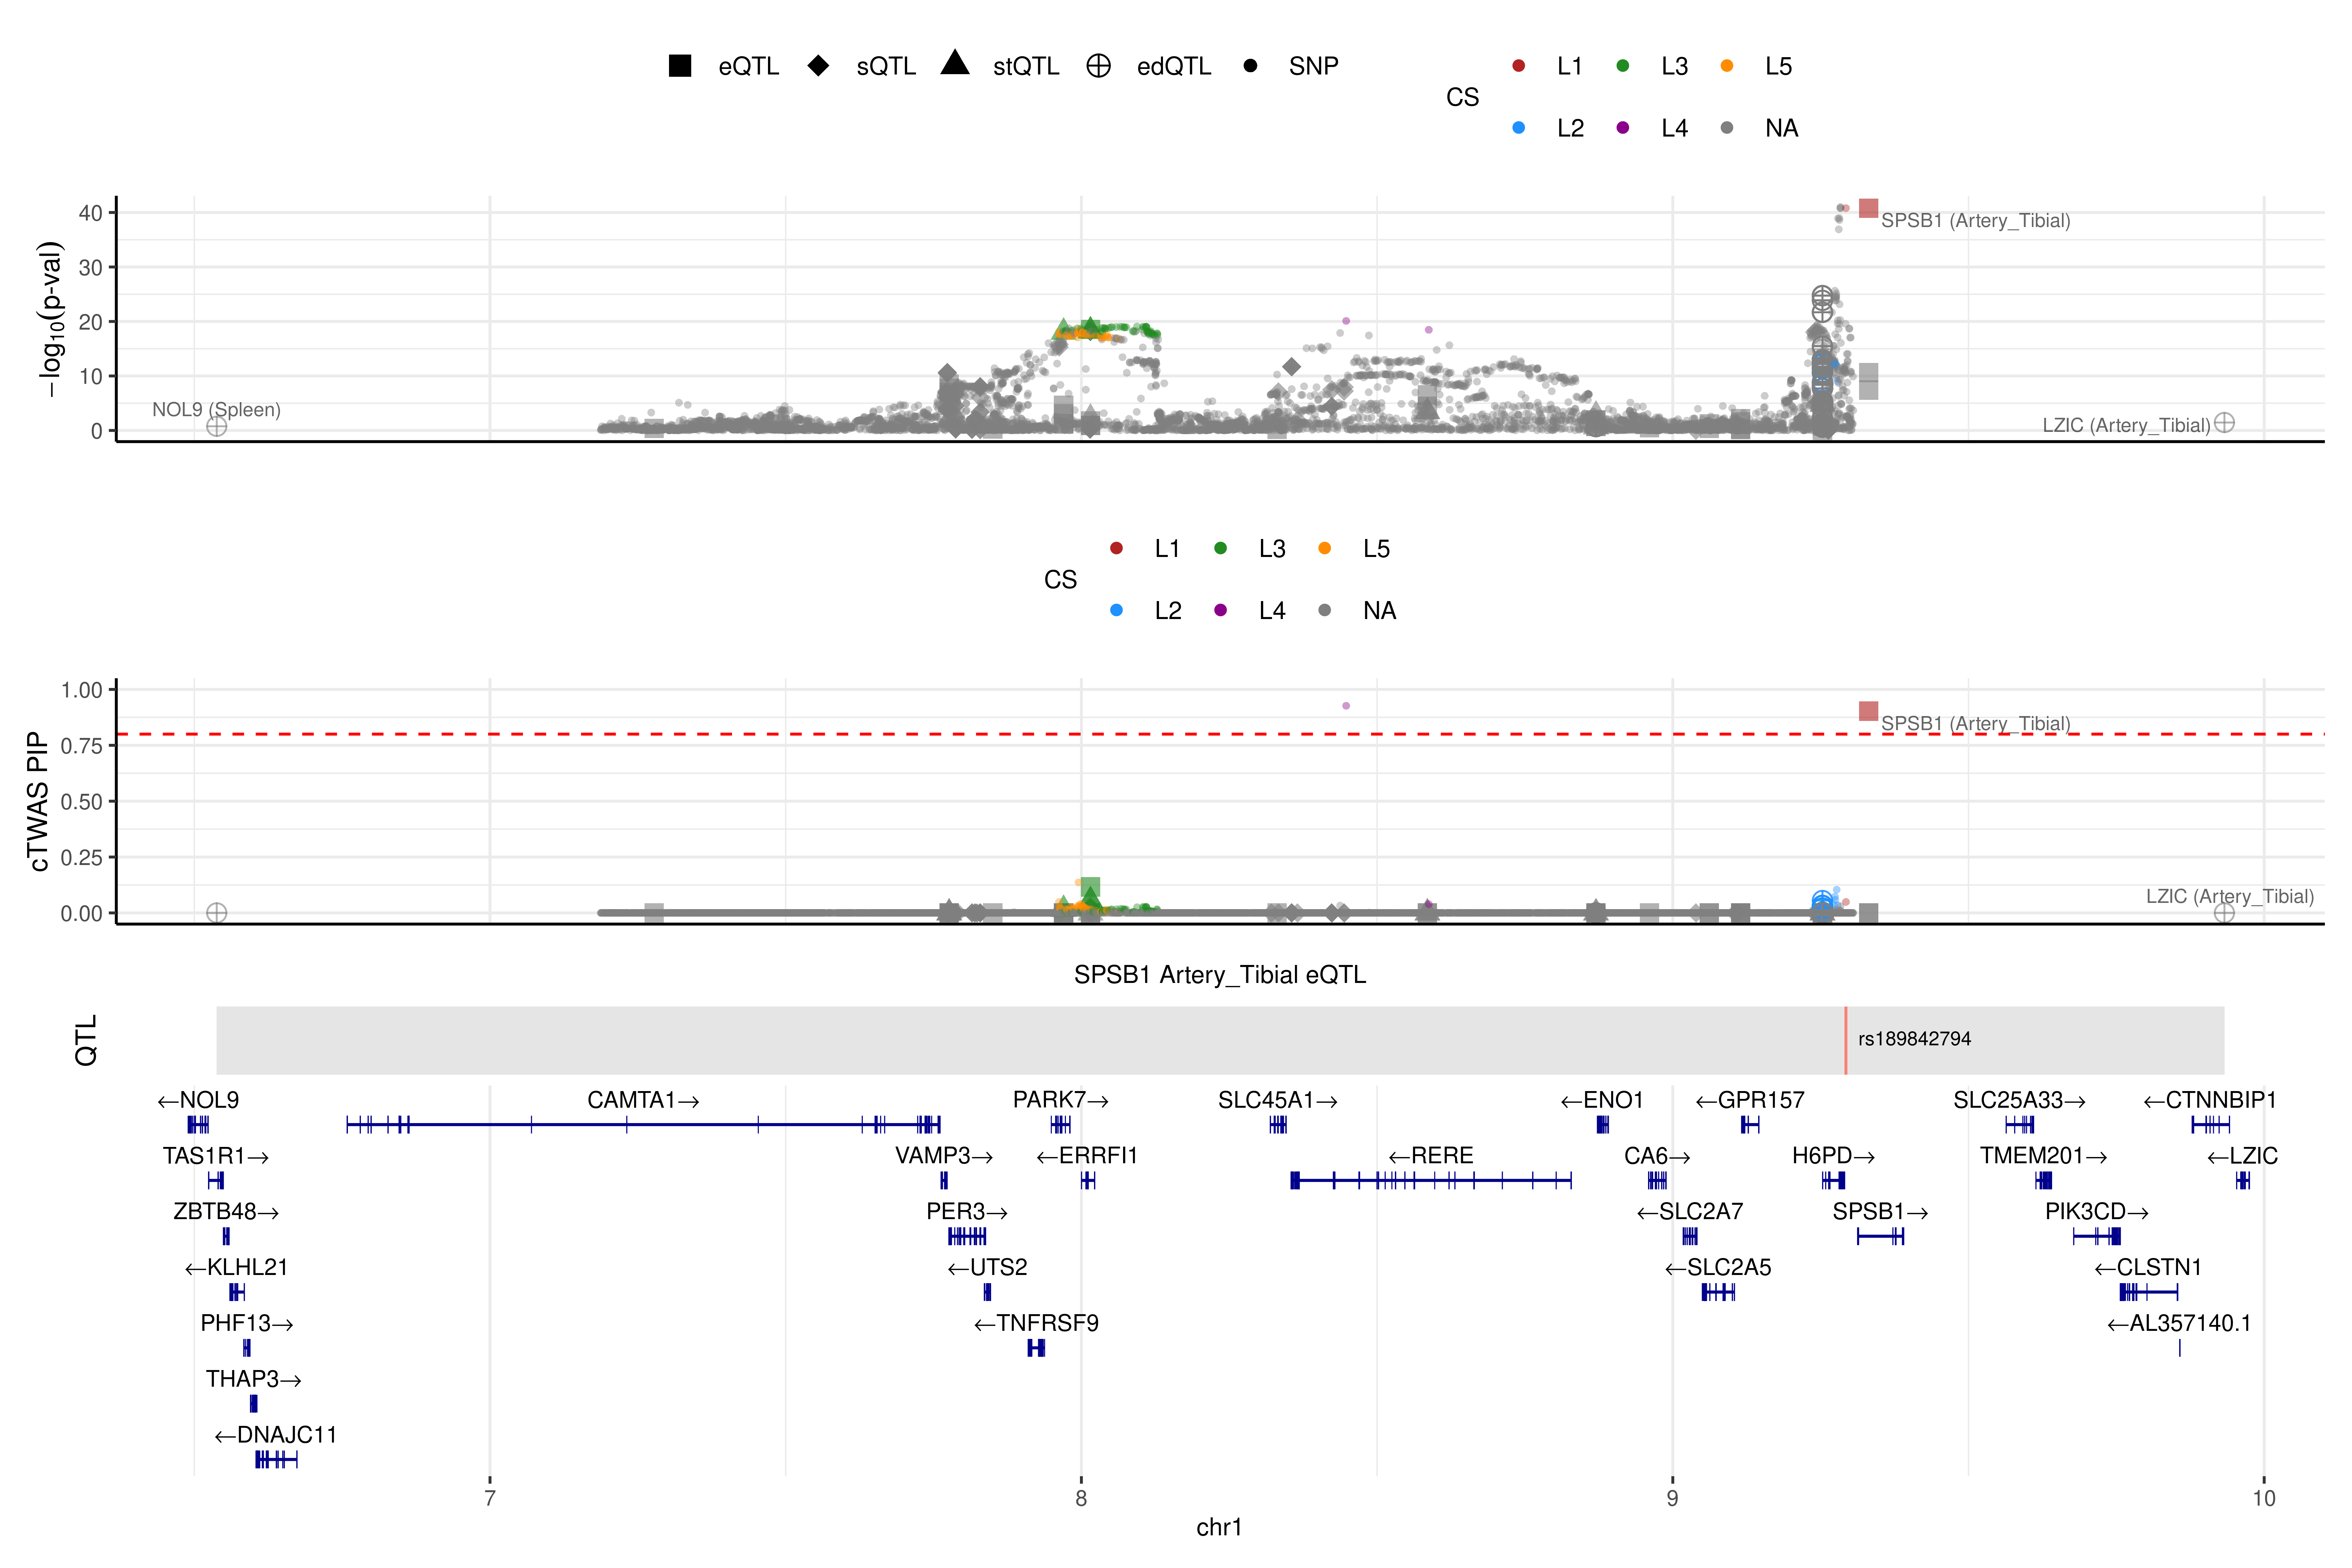 eQTL sQTL stQTL edQTL SNP
CS
L1 L3 L5
L2 L4 NA
−log10(p-val)
40
30
20
10
0
SPSB1 (Artery_Tibial)
NOL9 (Spleen)
LZIC (Artery_Tibial)
CS
L1 L3 L5
L2 L4 NA
cTWAS PIP
1.00
0.75
0.50
0.25
0.00
SPSB1 (Artery_Tibial)
LZIC (Artery_Tibial)
SPSB1 Artery_Tibial eQTL
QTL
rs189842794
←NOL9 CAMTA1→ PARK7→ SLC45A1→ ←ENO1 ←GPR157 SLC25A33→ ←CTNNBIP1
TAS1R1→ VAMP3→ ←ERRFI1 ←RERE CA6→ H6PD→ TMEM201→ ←LZIC
ZBTB48→ PER3→ ←SLC2A7 SPSB1→ PIK3CD→
←KLHL21 ←UTS2 ←SLC2A5 ←CLSTN1
PHF13→ ←TNFRSF9 ←AL357140.1
THAP3→
←DNAJC11
7 8 9 10
chr1